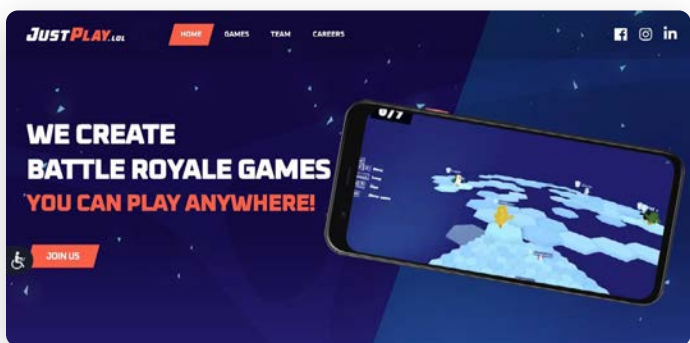 JUSTPLAY.LOL
HOME GAMES TEAM CAREERS
WE CREATE
BATTLE ROYALE GAMES
YOU CAN PLAY ANYWHERE!
JOIN US